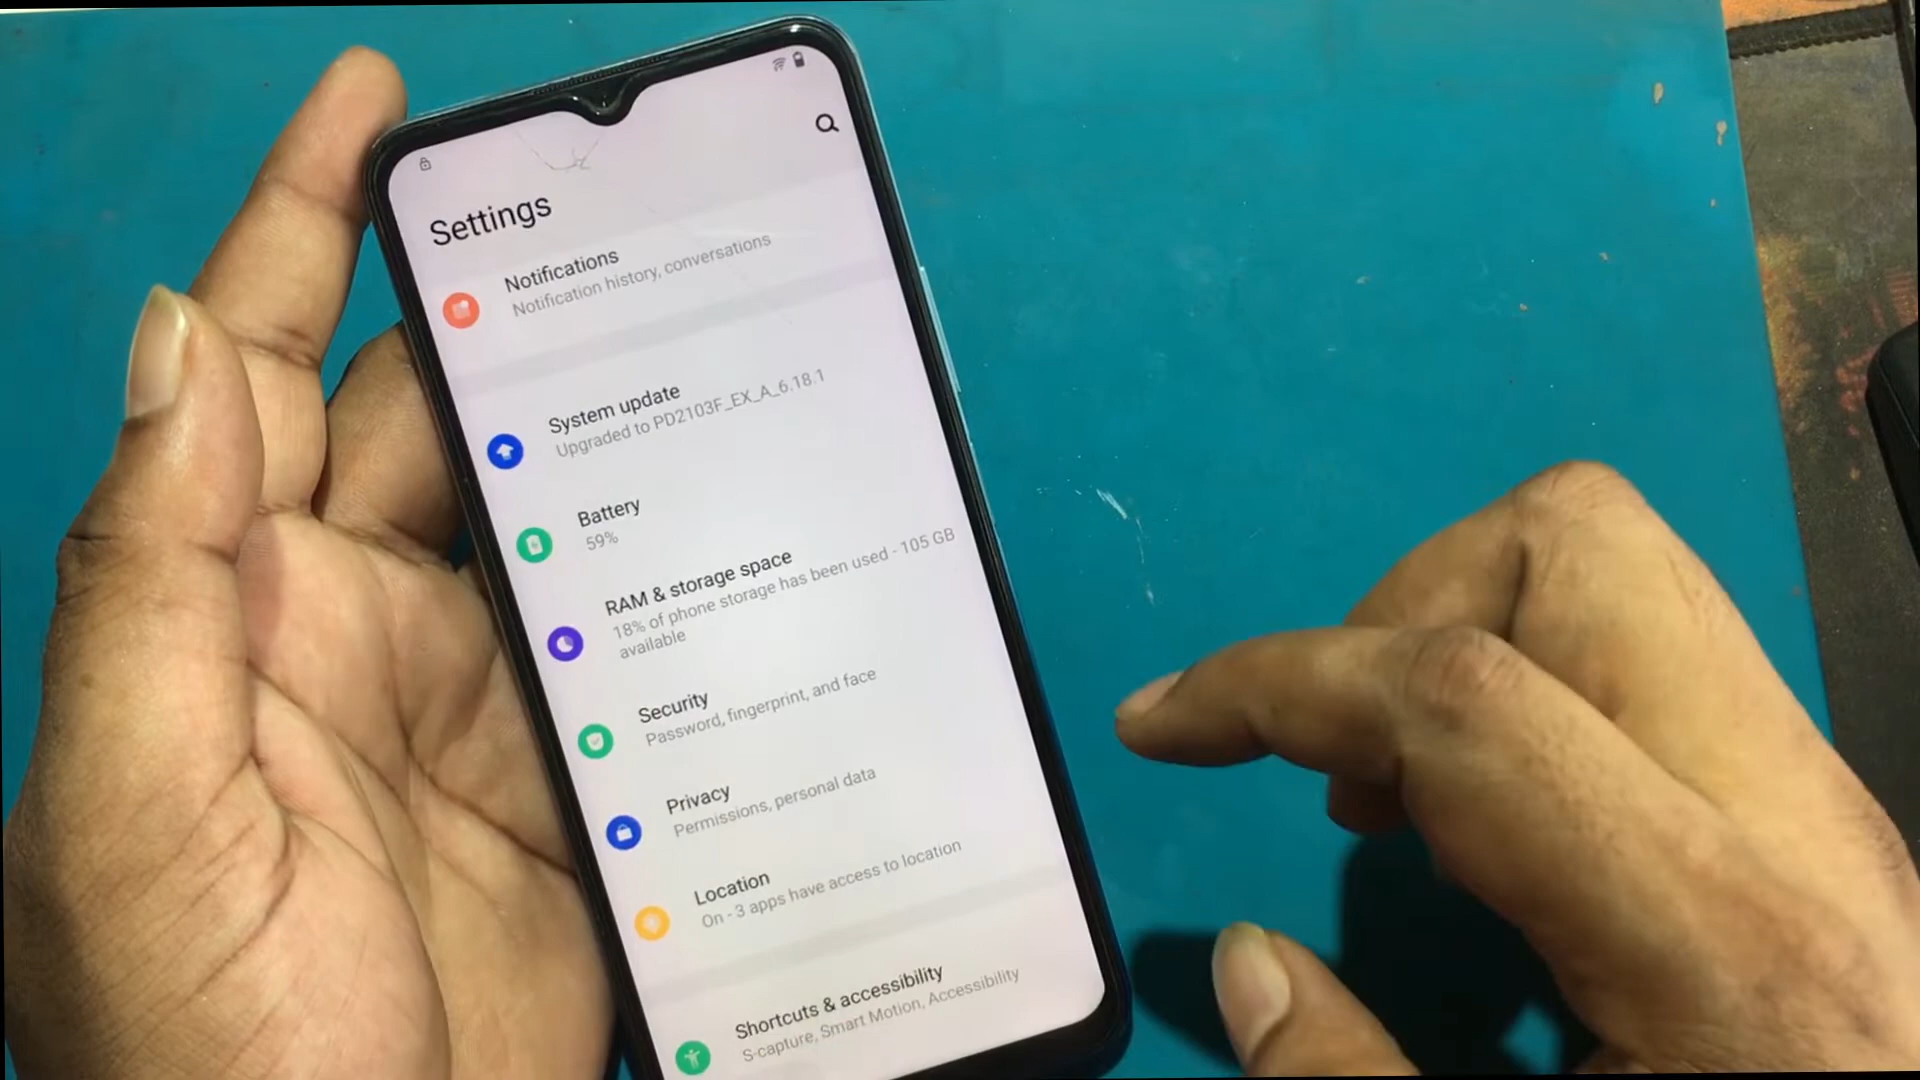 Settings
Notifications
Notification history, conversations
System update
Upgraded to PD2103F_EX_A_6.18.1
Battery
59%
RAM & storage space
18% of phone storage has been used - 105 GB
available
Security
Password, fingerprint, and face
Privacy
Permissions, personal data
Location
On - 3 apps have access to location
Shortcuts & accessibility
S-capture, Smart Motion, Accessibility